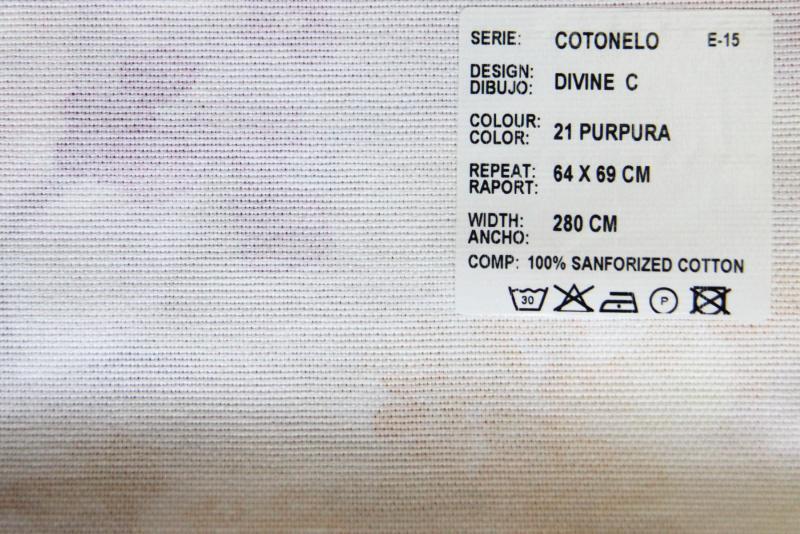 SERIE: COTONELO E-15
DESIGN:
DIBUJO: DIVINE C
COLOUR:
COLOR: 21 PURPURA
REPEAT: 64 X 69 CM
RAPORT:
WIDTH: 280 CM
ANCHO:
COMP: 100% SANFORIZED COTTON
30 P